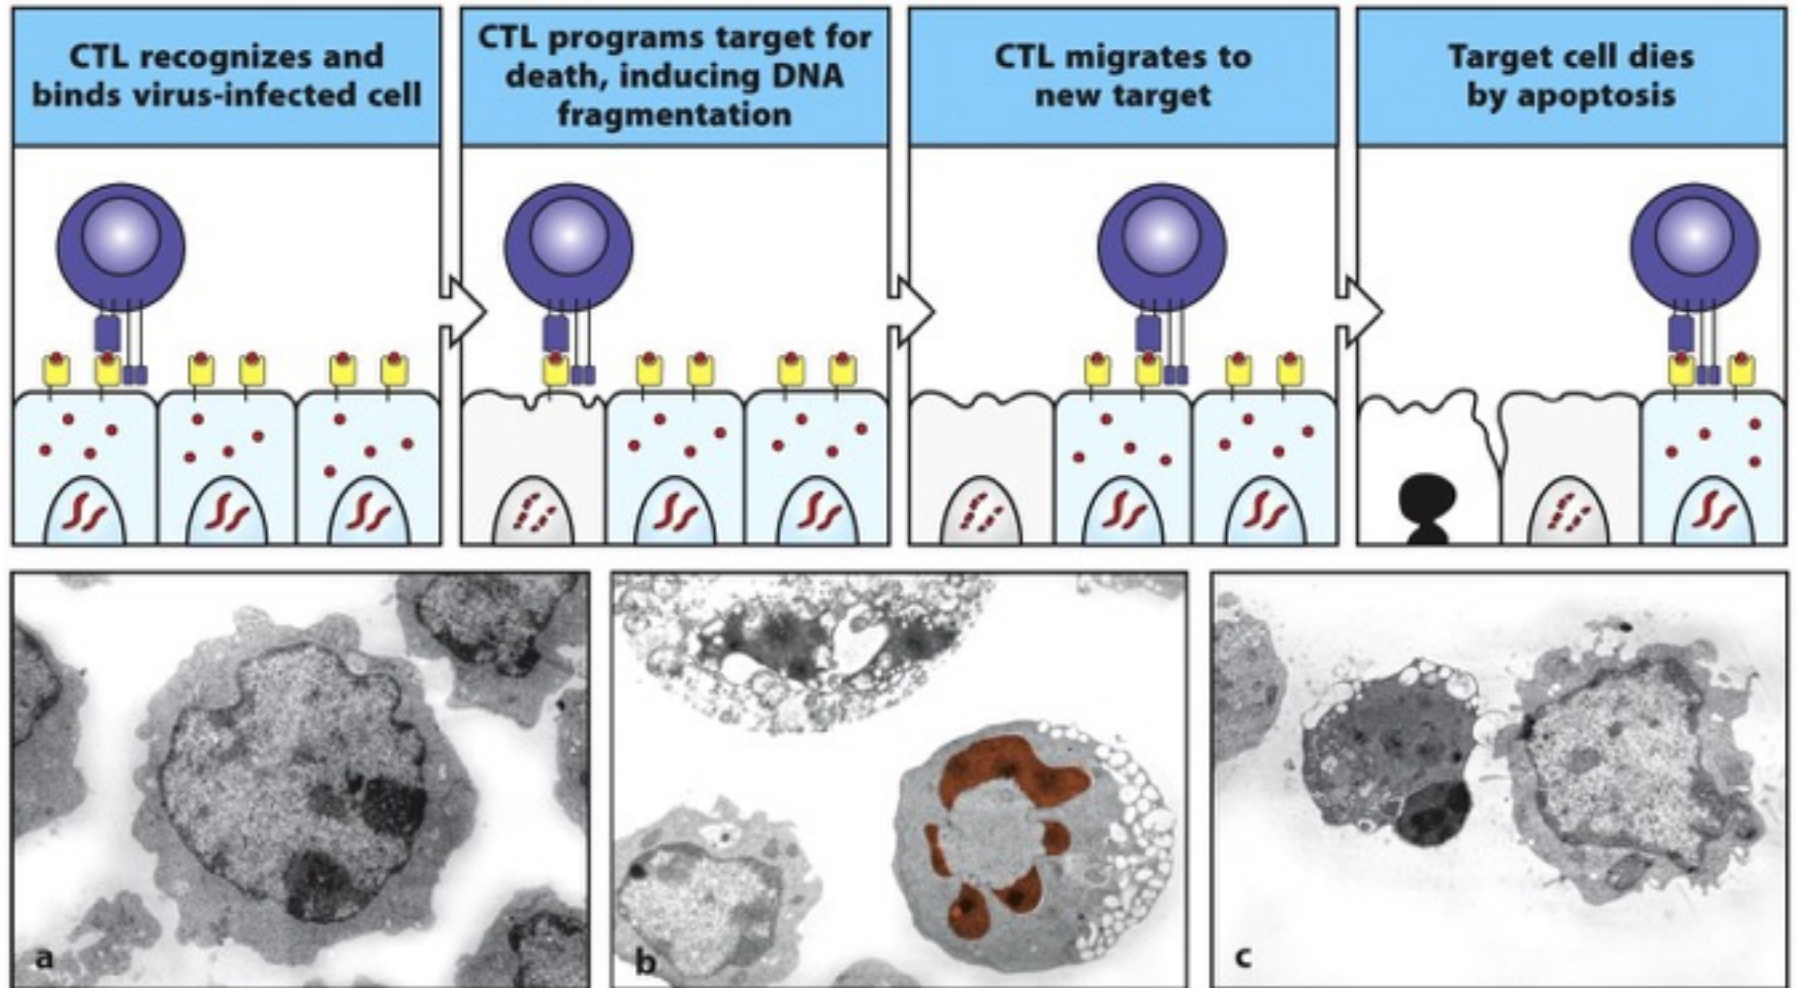 CTL recognizes and
binds virus-infected cell
CTL programs target for
death, inducing DNA
fragmentation
CTL migrates to
new target
Target cell dies
by apoptosis
a
b
c